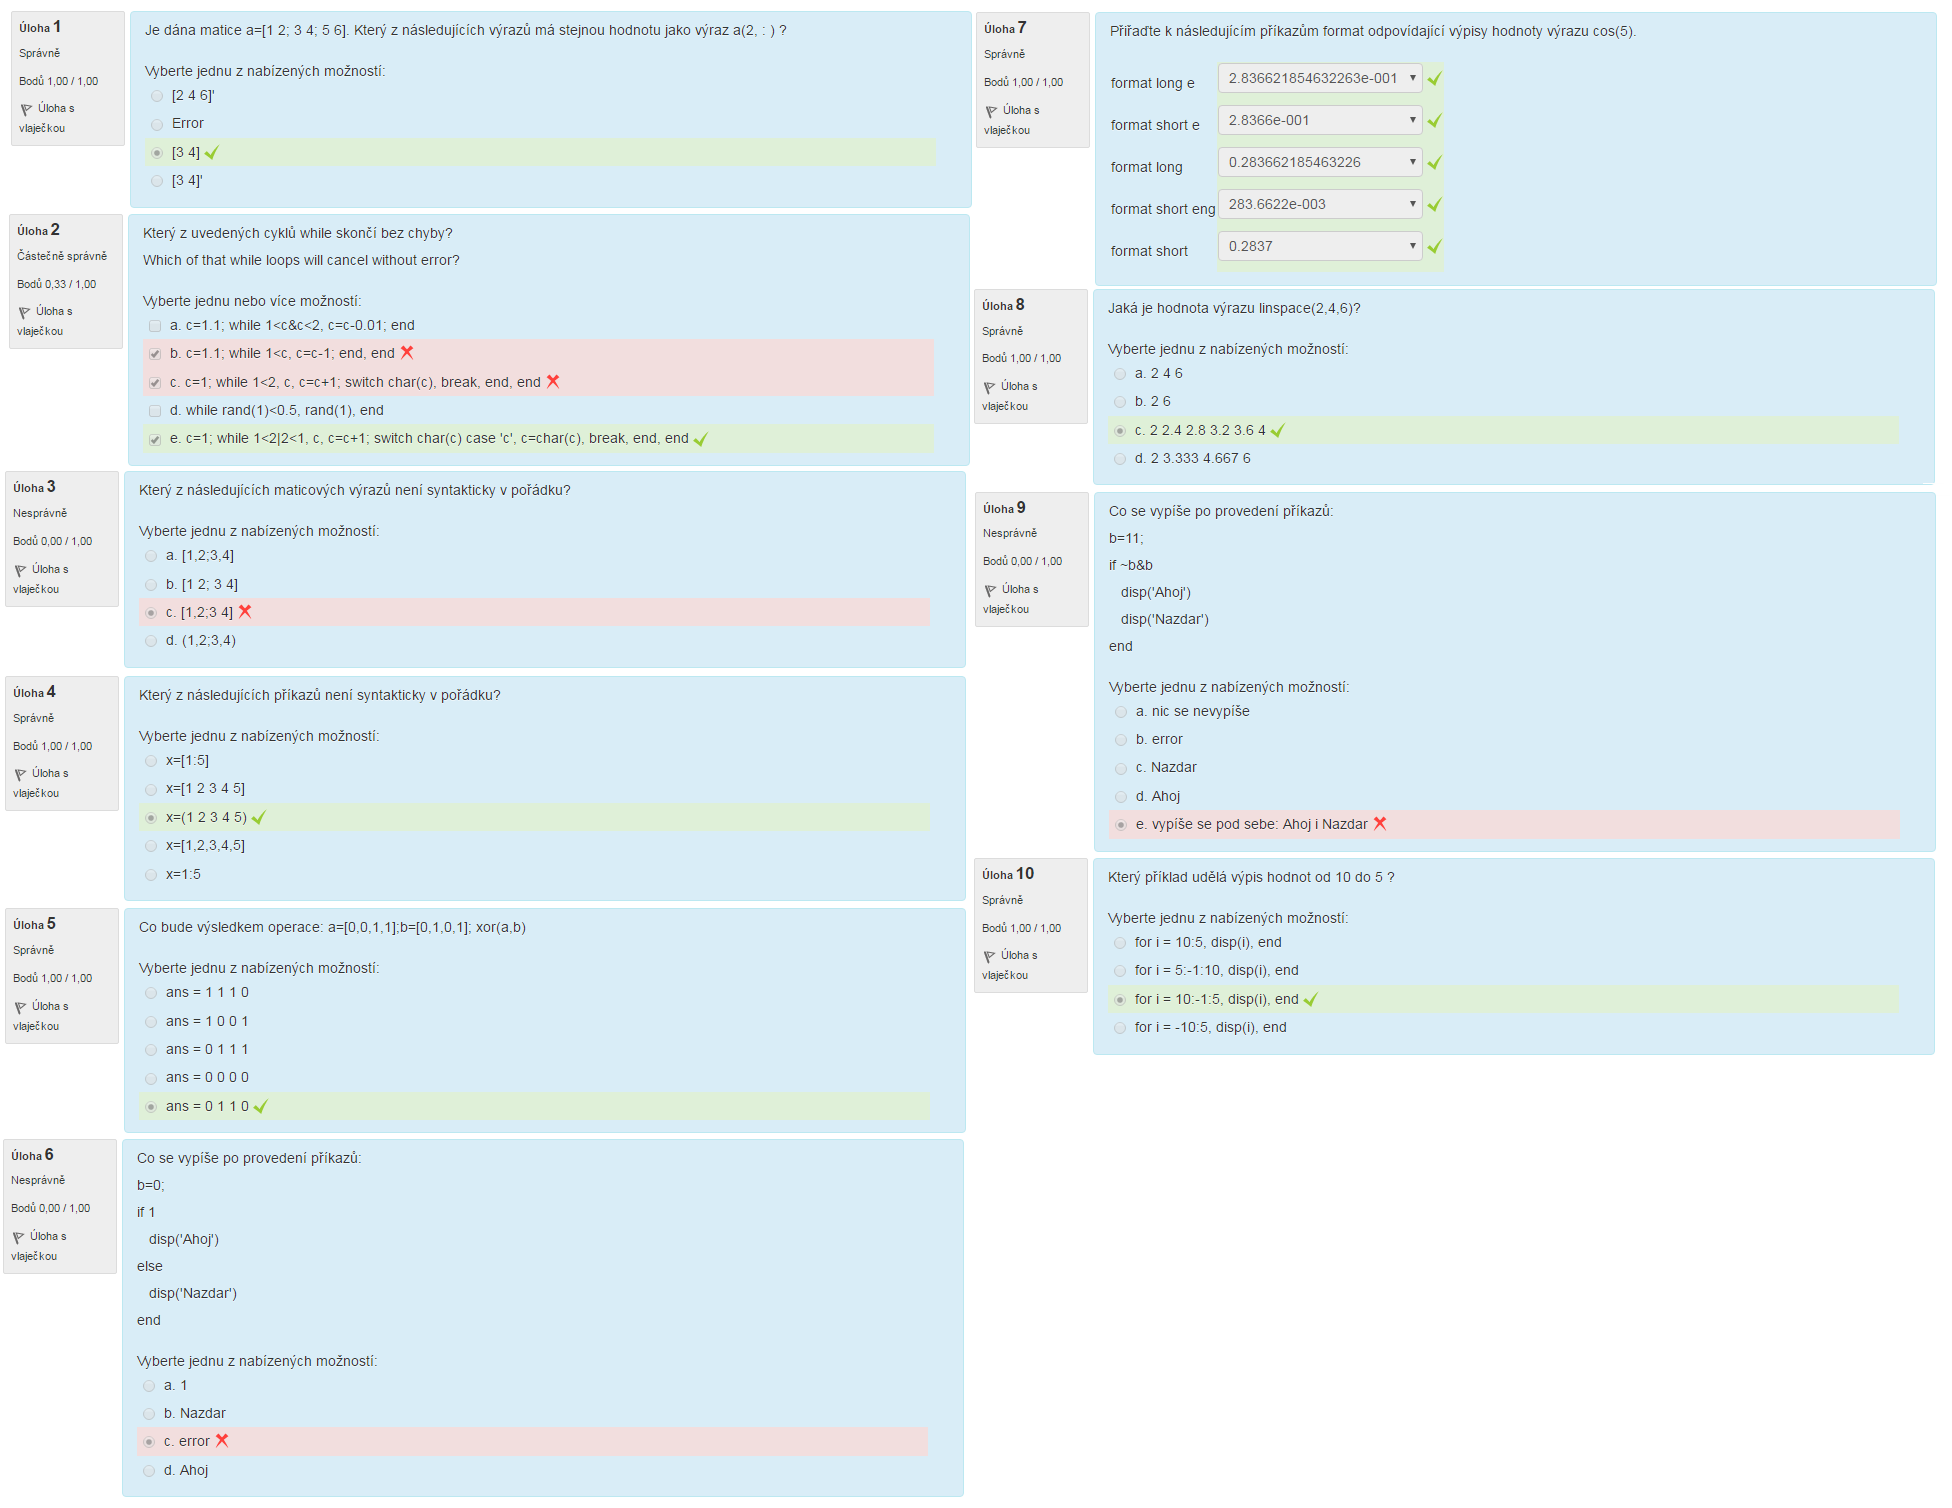 Úloha 1
Správně
Bodů 1,00 / 1,00
Úloha s
vlaječkou
Je dána matice a=[1 2; 3 4; 5 6]. Který z následujících výrazů má stejnou hodnotu jako výraz a(2, : ) ?
Vyberte jednu z nabízených možností:
[2 4 6]'
Error
[3 4]
[3 4]'
Úloha 2
Částečně správně
Bodů 0,33 / 1,00
Úloha s
vlaječkou
Který z uvedených cyklů while skončí bez chyby?
Which of that while loops will cancel without error?
Vyberte jednu nebo více možností:
a. c=1.1; while 1<c&c<2, c=c-0.01; end
b. c=1.1; while 1<c, c=c-1; end, end
c. c=1; while 1<2, c, c=c+1; switch char(c), break, end, end
d. while rand(1)<0.5, rand(1), end
e. c=1; while 1<2|2<1, c, c=c+1; switch char(c) case 'c', c=char(c), break, end, end
Úloha 3
Nesprávně
Bodů 0,00 / 1,00
Úloha s
vlaječkou
Který z následujících maticových výrazů není syntakticky v pořádku?
Vyberte jednu z nabízených možností:
a. [1,2;3,4]
b. [1 2; 3 4]
c. [1,2;3 4]
d. (1,2;3,4)
Úloha 4
Správně
Bodů 1,00 / 1,00
Úloha s
vlaječkou
Který z následujících příkazů není syntakticky v pořádku?
Vyberte jednu z nabízených možností:
x=[1:5]
x=[1 2 3 4 5]
x=(1 2 3 4 5)
x=[1,2,3,4,5]
x=1:5
Úloha 5
Správně
Bodů 1,00 / 1,00
Úloha s
vlaječkou
Co bude výsledkem operace: a=[0,0,1,1];b=[0,1,0,1]; xor(a,b)
Vyberte jednu z nabízených možností:
ans = 1 1 1 0
ans = 1 0 0 1
ans = 0 1 1 1
ans = 0 0 0 0
ans = 0 1 1 0
Úloha 6
Nesprávně
Bodů 0,00 / 1,00
Úloha s
vlaječkou
Co se vypíše po provedení příkazů:
b=0;
if 1
disp('Ahoj')
else
disp('Nazdar')
end
Vyberte jednu z nabízených možností:
a. 1
b. Nazdar
c. error
d. Ahoj
Úloha 7
Správně
Bodů 1,00 / 1,00
Úloha s
vlaječkou
Přiřaďte k následujícím příkazům format odpovídající výpisy hodnoty výrazu cos(5).
format long e 2.836621854632263e-001
format short e 2.8366e-001
format long 0.283662185463226
format short eng 283.6622e-003
format short 0.2837
Úloha 8
Správně
Bodů 1,00 / 1,00
Úloha s
vlaječkou
Jaká je hodnota výrazu linspace(2,4,6)?
Vyberte jednu z nabízených možností:
a. 2 4 6
b. 2 6
c. 2 2.4 2.8 3.2 3.6 4
d. 2 3.333 4.667 6
Úloha 9
Nesprávně
Bodů 0,00 / 1,00
Úloha s
vlaječkou
Co se vypíše po provedení příkazů:
b=11;
if ~b&b
disp('Ahoj')
disp('Nazdar')
end
Vyberte jednu z nabízených možností:
a. nic se nevypíše
b. error
c. Nazdar
d. Ahoj
e. vypíše se pod sebe: Ahoj i Nazdar
Úloha 10
Správně
Bodů 1,00 / 1,00
Úloha s
vlaječkou
Který příklad udělá výpis hodnot od 10 do 5 ?
Vyberte jednu z nabízených možností:
for i = 10:5, disp(i), end
for i = 5:-1:10, disp(i), end
for i = 10:-1:5, disp(i), end
for i = -10:5, disp(i), end